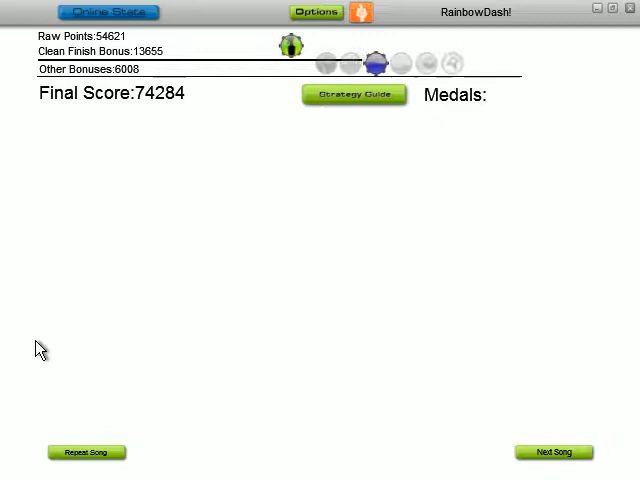 Online State
Options
RainbowDash!
Raw Points:54621
Clean Finish Bonus:13655
Other Bonuses:6008
Final Score:74284
Strategy Guide
Medals:
Repeat Song
Next Song